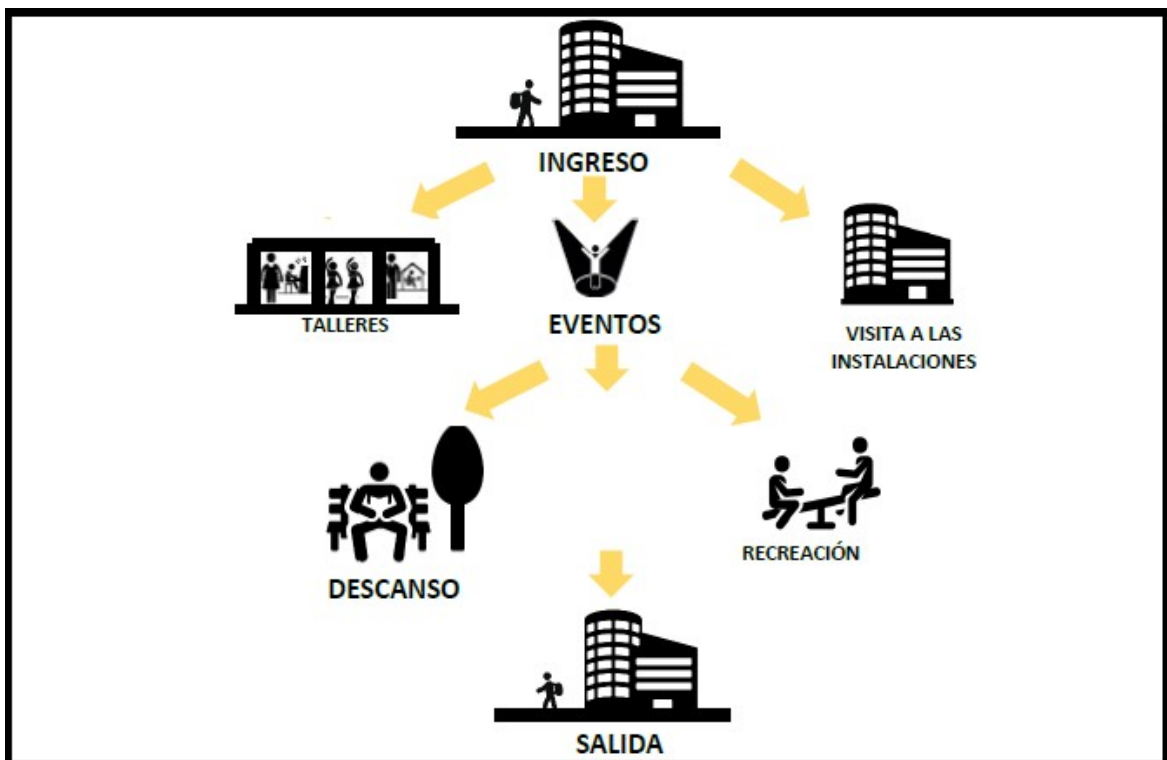 INGRESO
TALLERES
EVENTOS
VISITA A LAS
INSTALACIONES
DESCANSO
RECREACIÓN
SALIDA